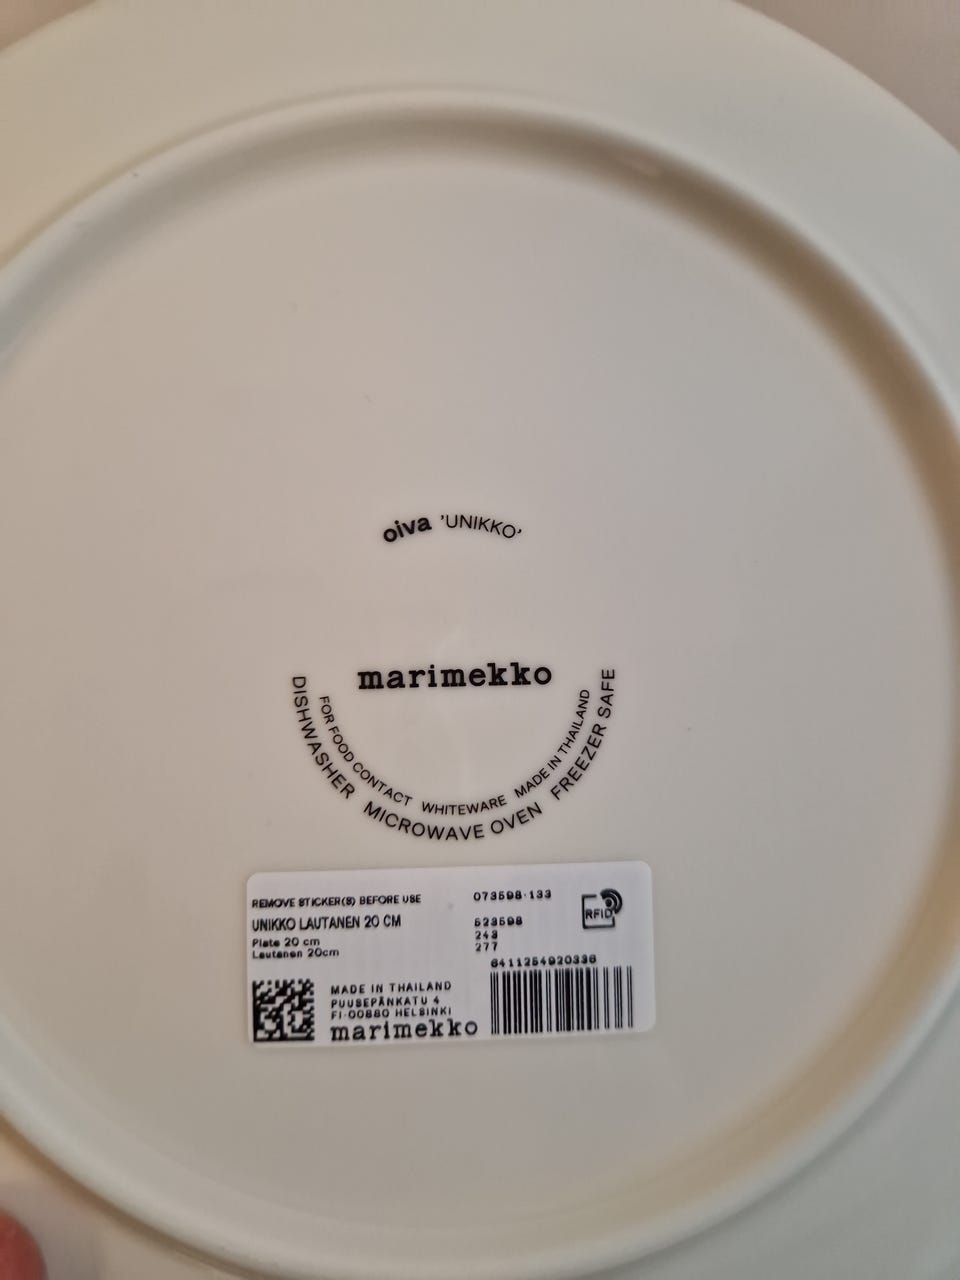 oiva 'UNIKKO'
marimekko
FOR FOOD CONTACT WHITEWARE MADE IN THAILAND
DISHWASHER MICROWAVE OVEN FREEZER SAFE
REMOVE STICKER(S) BEFORE USE
073598-133
UNIKKO LAUTANEN 20 CM
523598
Plate 20 cm
243
Lautanen 20cm
277
RFID
6411254920336
MADE IN THAILAND
PUUSEPÄNKATU 4
FI-00880 HELSINKI
marimekko